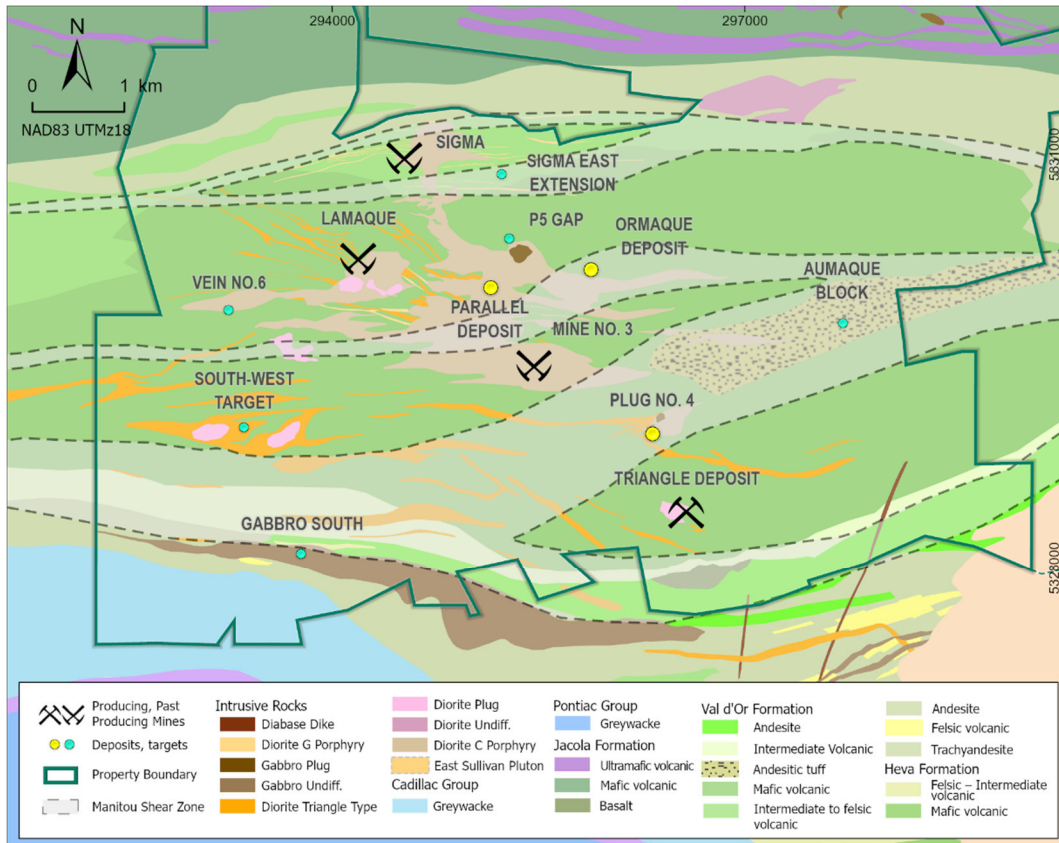 294000
297000
N
0 1 km
NAD83 UTMz18
5331000
SIGMA
SIGMA EAST
EXTENSION
P5 GAP
ORMAQUE
DEPOSIT
LAMAQUE
AUMAQUE
BLOCK
VEIN NO.6
PARALLEL
DEPOSIT
MINE NO. 3
SOUTH-WEST
TARGET
PLUG NO. 4
TRIANGLE DEPOSIT
GABBRO SOUTH
5328000
Producing, Past
Producing Mines
Deposits, targets
Property Boundary
Manitou Shear Zone
Intrusive Rocks
Diabase Dike
Diorite G Porphyry
Gabbro Plug
Gabbro Undiff.
Diorite Triangle Type
Diorite Plug
Diorite Undiff.
Diorite C Porphyry
East Sullivan Pluton
Cadillac Group
Greywacke
Pontiac Group
Greywacke
Jacola Formation
Ultramafic volcanic
Mafic volcanic
Basalt
Val d'Or Formation
Andesite
Intermediate Volcanic
Andesitic tuff
Mafic volcanic
Intermediate to felsic
volcanic
Andesite
Felsic volcanic
Trachyandesite
Heva Formation
Felsic – Intermediate
volcanic
Mafic volcanic